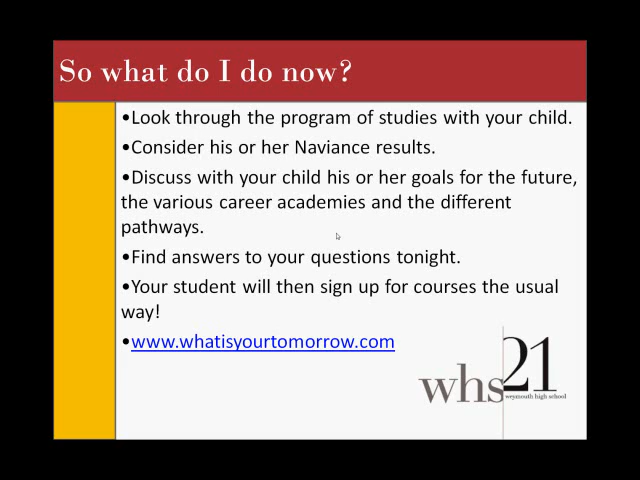 So what do I do now?
•Look through the program of studies with your child.
•Consider his or her Naviance results.
•Discuss with your child his or her goals for the future,
the various career academies and the different
pathways.
•Find answers to your questions tonight.
•Your student will then sign up for courses the usual
way!
•www.whatisyourtomorrow.com
whs21
weymouth high school